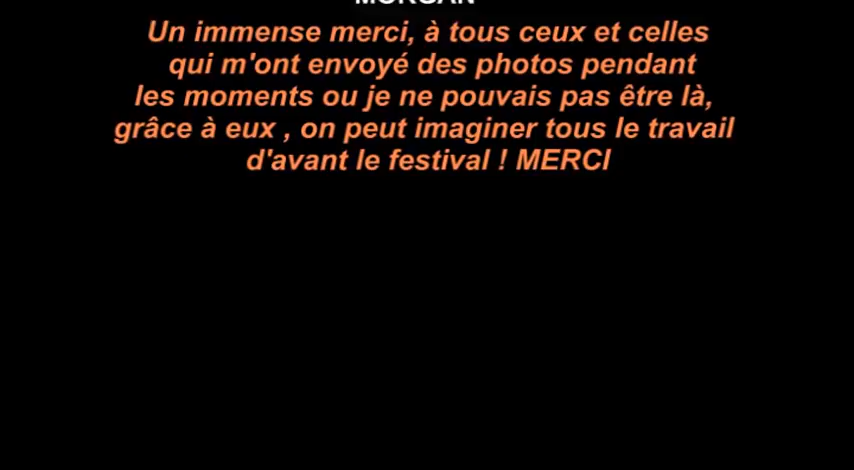 MORGAN
Un immense merci, à tous ceux et celles
qui m'ont envoyé des photos pendant
les moments ou je ne pouvais pas être là,
grâce à eux , on peut imaginer tous le travail
d'avant le festival ! MERCI